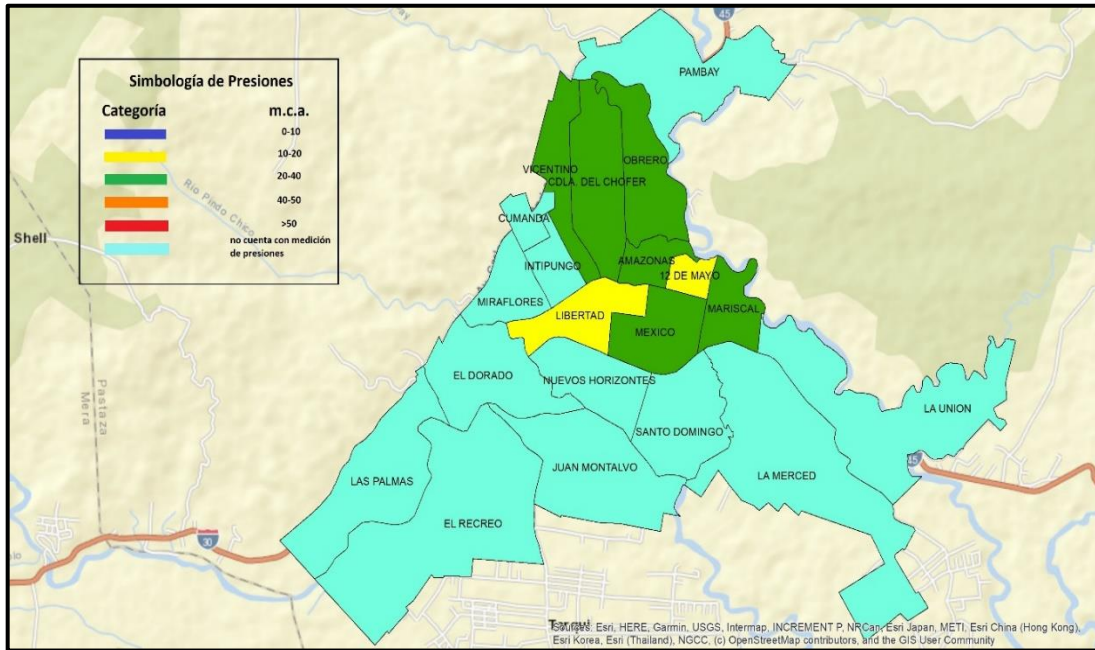 45
PAMBAY
Simbología de Presiones
Categoría m.c.a.
0-10
10-20
20-40
40-50
>50
no cuenta con medición
de presiones
Rio Pindo Chico
Shell
Pastaza
Mera
OBRERO
VICENTINO
CDLA. DEL CHOFER
CUMANDA
AMAZONAS
INTIPUNGO
12 DE MAYO
MIRAFLORES
MARISCAL
LIBERTAD
MEXICO
EL DORADO
NUEVOS HORIZONTES
LA UNION
SANTO DOMINGO
45
JUAN MONTALVO
LA MERCED
LAS PALMAS
EL RECREO
30
Sources: Esri, HERE, Garmin, USGS, Intermap, INCREMENT P, NRCan, Esri Japan, METI, Esri China (Hong Kong),
Esri Korea, Esri (Thailand), NGCC, (c) OpenStreetMap contributors, and the GIS User Community